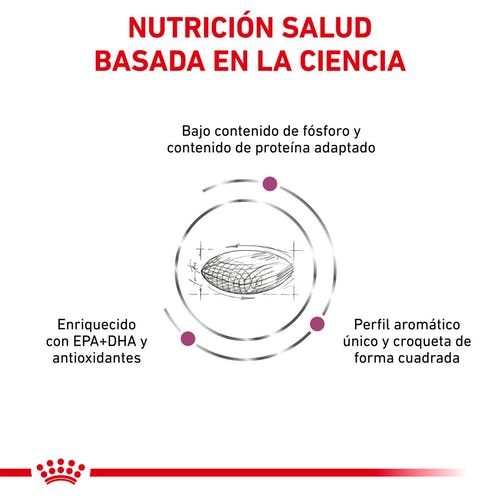 NUTRICIÓN SALUD
BASADA EN LA CIENCIA
Bajo contenido de fósforo y
contenido de proteína adaptado
Enriquecido
con EPA+DHA y
antioxidantes
Perfil aromático
único y croqueta de
forma cuadrada